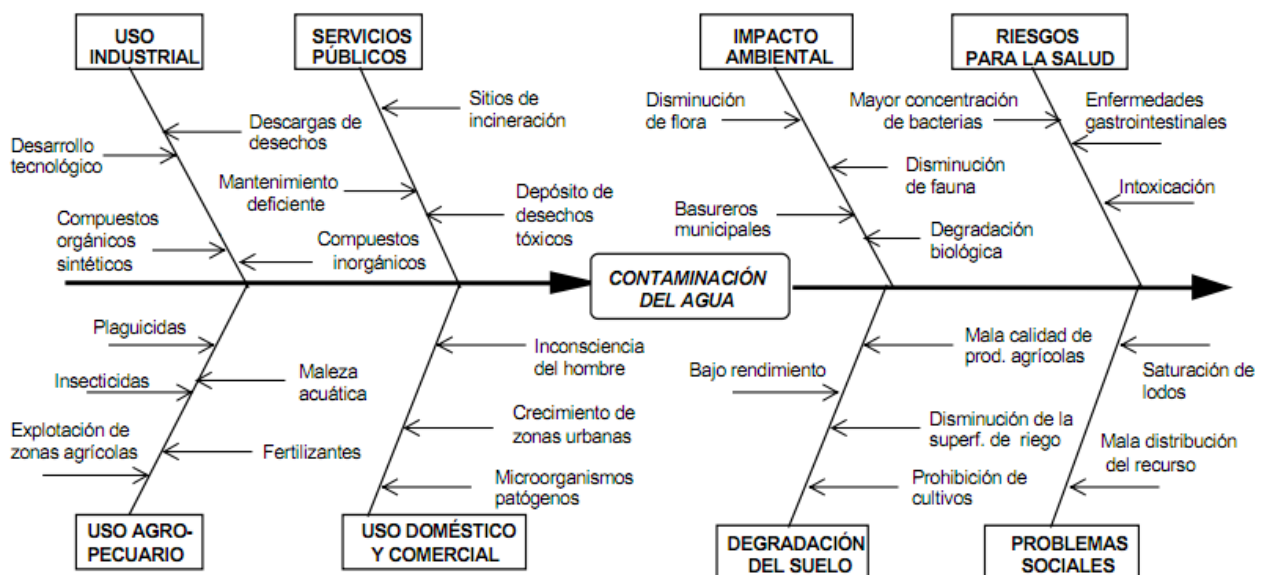 USO
INDUSTRIAL
SERVICIOS
PÚBLICOS
IMPACTO
AMBIENTAL
RIESGOS
PARA LA SALUD
Desarrollo
tecnológico
Descargas de
desechos
Compuestos
orgánicos
sintéticos
Compuestos
inorgánicos
Sitios de
incineración
Mantenimiento
deficiente
Depósito de
desechos
tóxicos
Disminución
de flora
Disminución
de fauna
Basureros
municipales
Degradación
biológica
Mayor concentración
de bacterias
Enfermedades
gastrointestinales
Intoxicación
CONTAMINACIÓN
DEL AGUA
Plaguicidas
Insecticidas
Maleza
acuática
Explotación de
zonas agrícolas
Fertilizantes
Inconsciencia
del hombre
Crecimiento de
zonas urbanas
Microorganismos
patógenos
Mala calidad de
prod. agrícolas
Bajo rendimiento
Disminución de la
superf. de riego
Prohibición de
cultivos
Saturación de
lodos
Mala distribución
del recurso
USO AGRO-
PECUARIO
USO DOMÉSTICO
Y COMERCIAL
DEGRADACIÓN
DEL SUELO
PROBLEMAS
SOCIALES